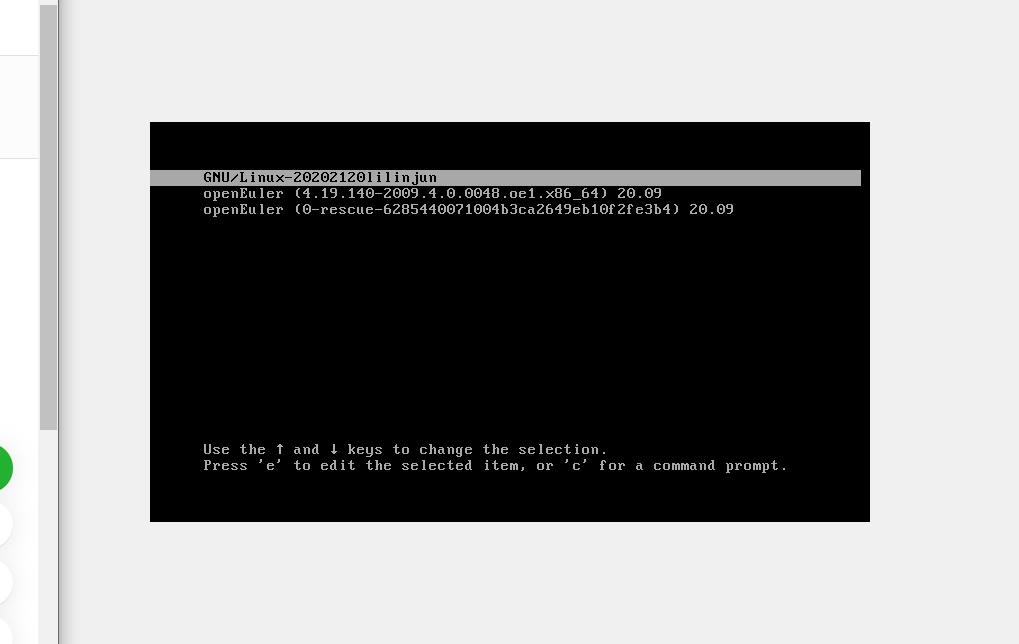 GNU/Linux-20202120lilinjun
openEuler (4.19.140-2009.4.0.0048.oe1.x86_64) 20.09
openEuler (0-rescue-6285440071004b3ca2649eb10f2fe3b4) 20.09
Use the ↑ and ↓ keys to change the selection.
Press 'e' to edit the selected item, or 'c' for a command prompt.